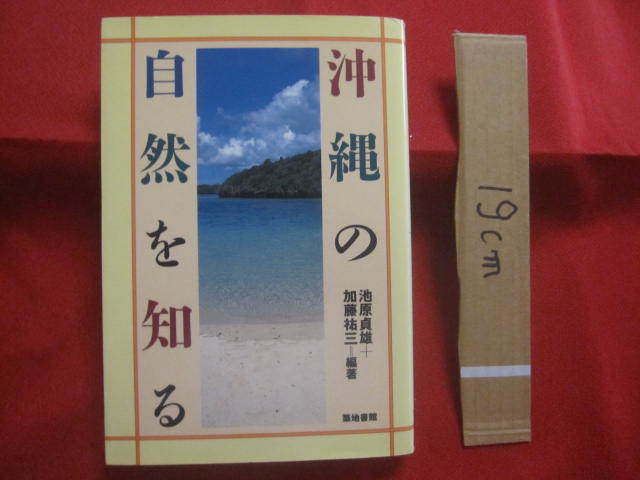 沖縄の
自然を知る
池原貞雄+
加藤祐三=編著
築地書館
19cm